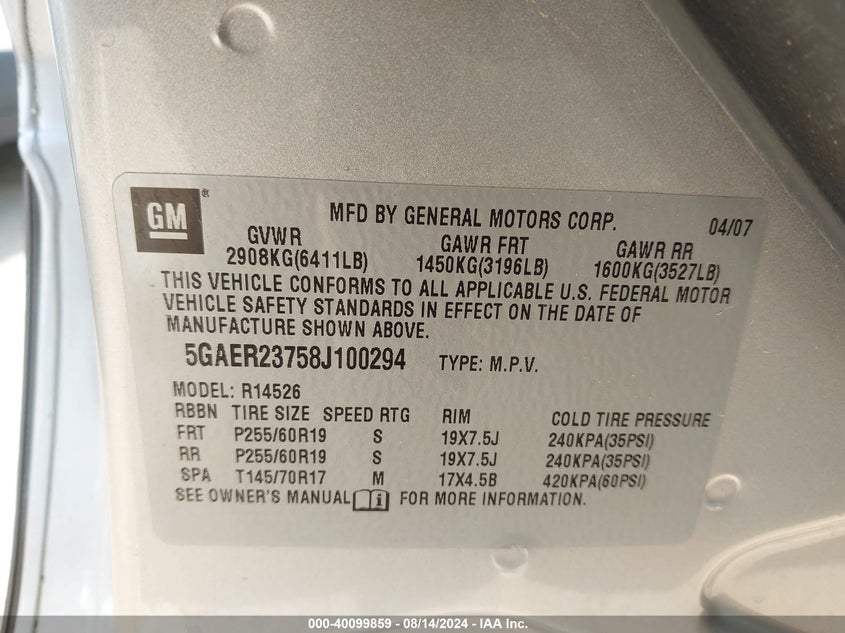 GM®
MFD BY GENERAL MOTORS CORP. 04/07
GVWR GAWR FRT GAWR RR
2908KG(6411LB) 1450KG(3196LB) 1600KG(3527LB)
THIS VEHICLE CONFORMS TO ALL APPLICABLE U.S. FEDERAL MOTOR
VEHICLE SAFETY STANDARDS IN EFFECT ON THE DATE OF
MANUFACTURE SHOWN ABOVE.
5GAER23758J100294 TYPE: M.P.V.
MODEL: R14526
RBBN TIRE SIZE SPEED RTG RIM COLD TIRE PRESSURE
FRT P255/60R19 S 19X7.5J 240KPA(35PSI)
RR P255/60R19 S 19X7.5J 240KPA(35PSI)
SPA T145/70R17 M 17X4.5B 420KPA(60PSI)
SEE OWNER'S MANUAL FOR MORE INFORMATION.
000-40099859 - 08/14/2024 - IAA Inc.